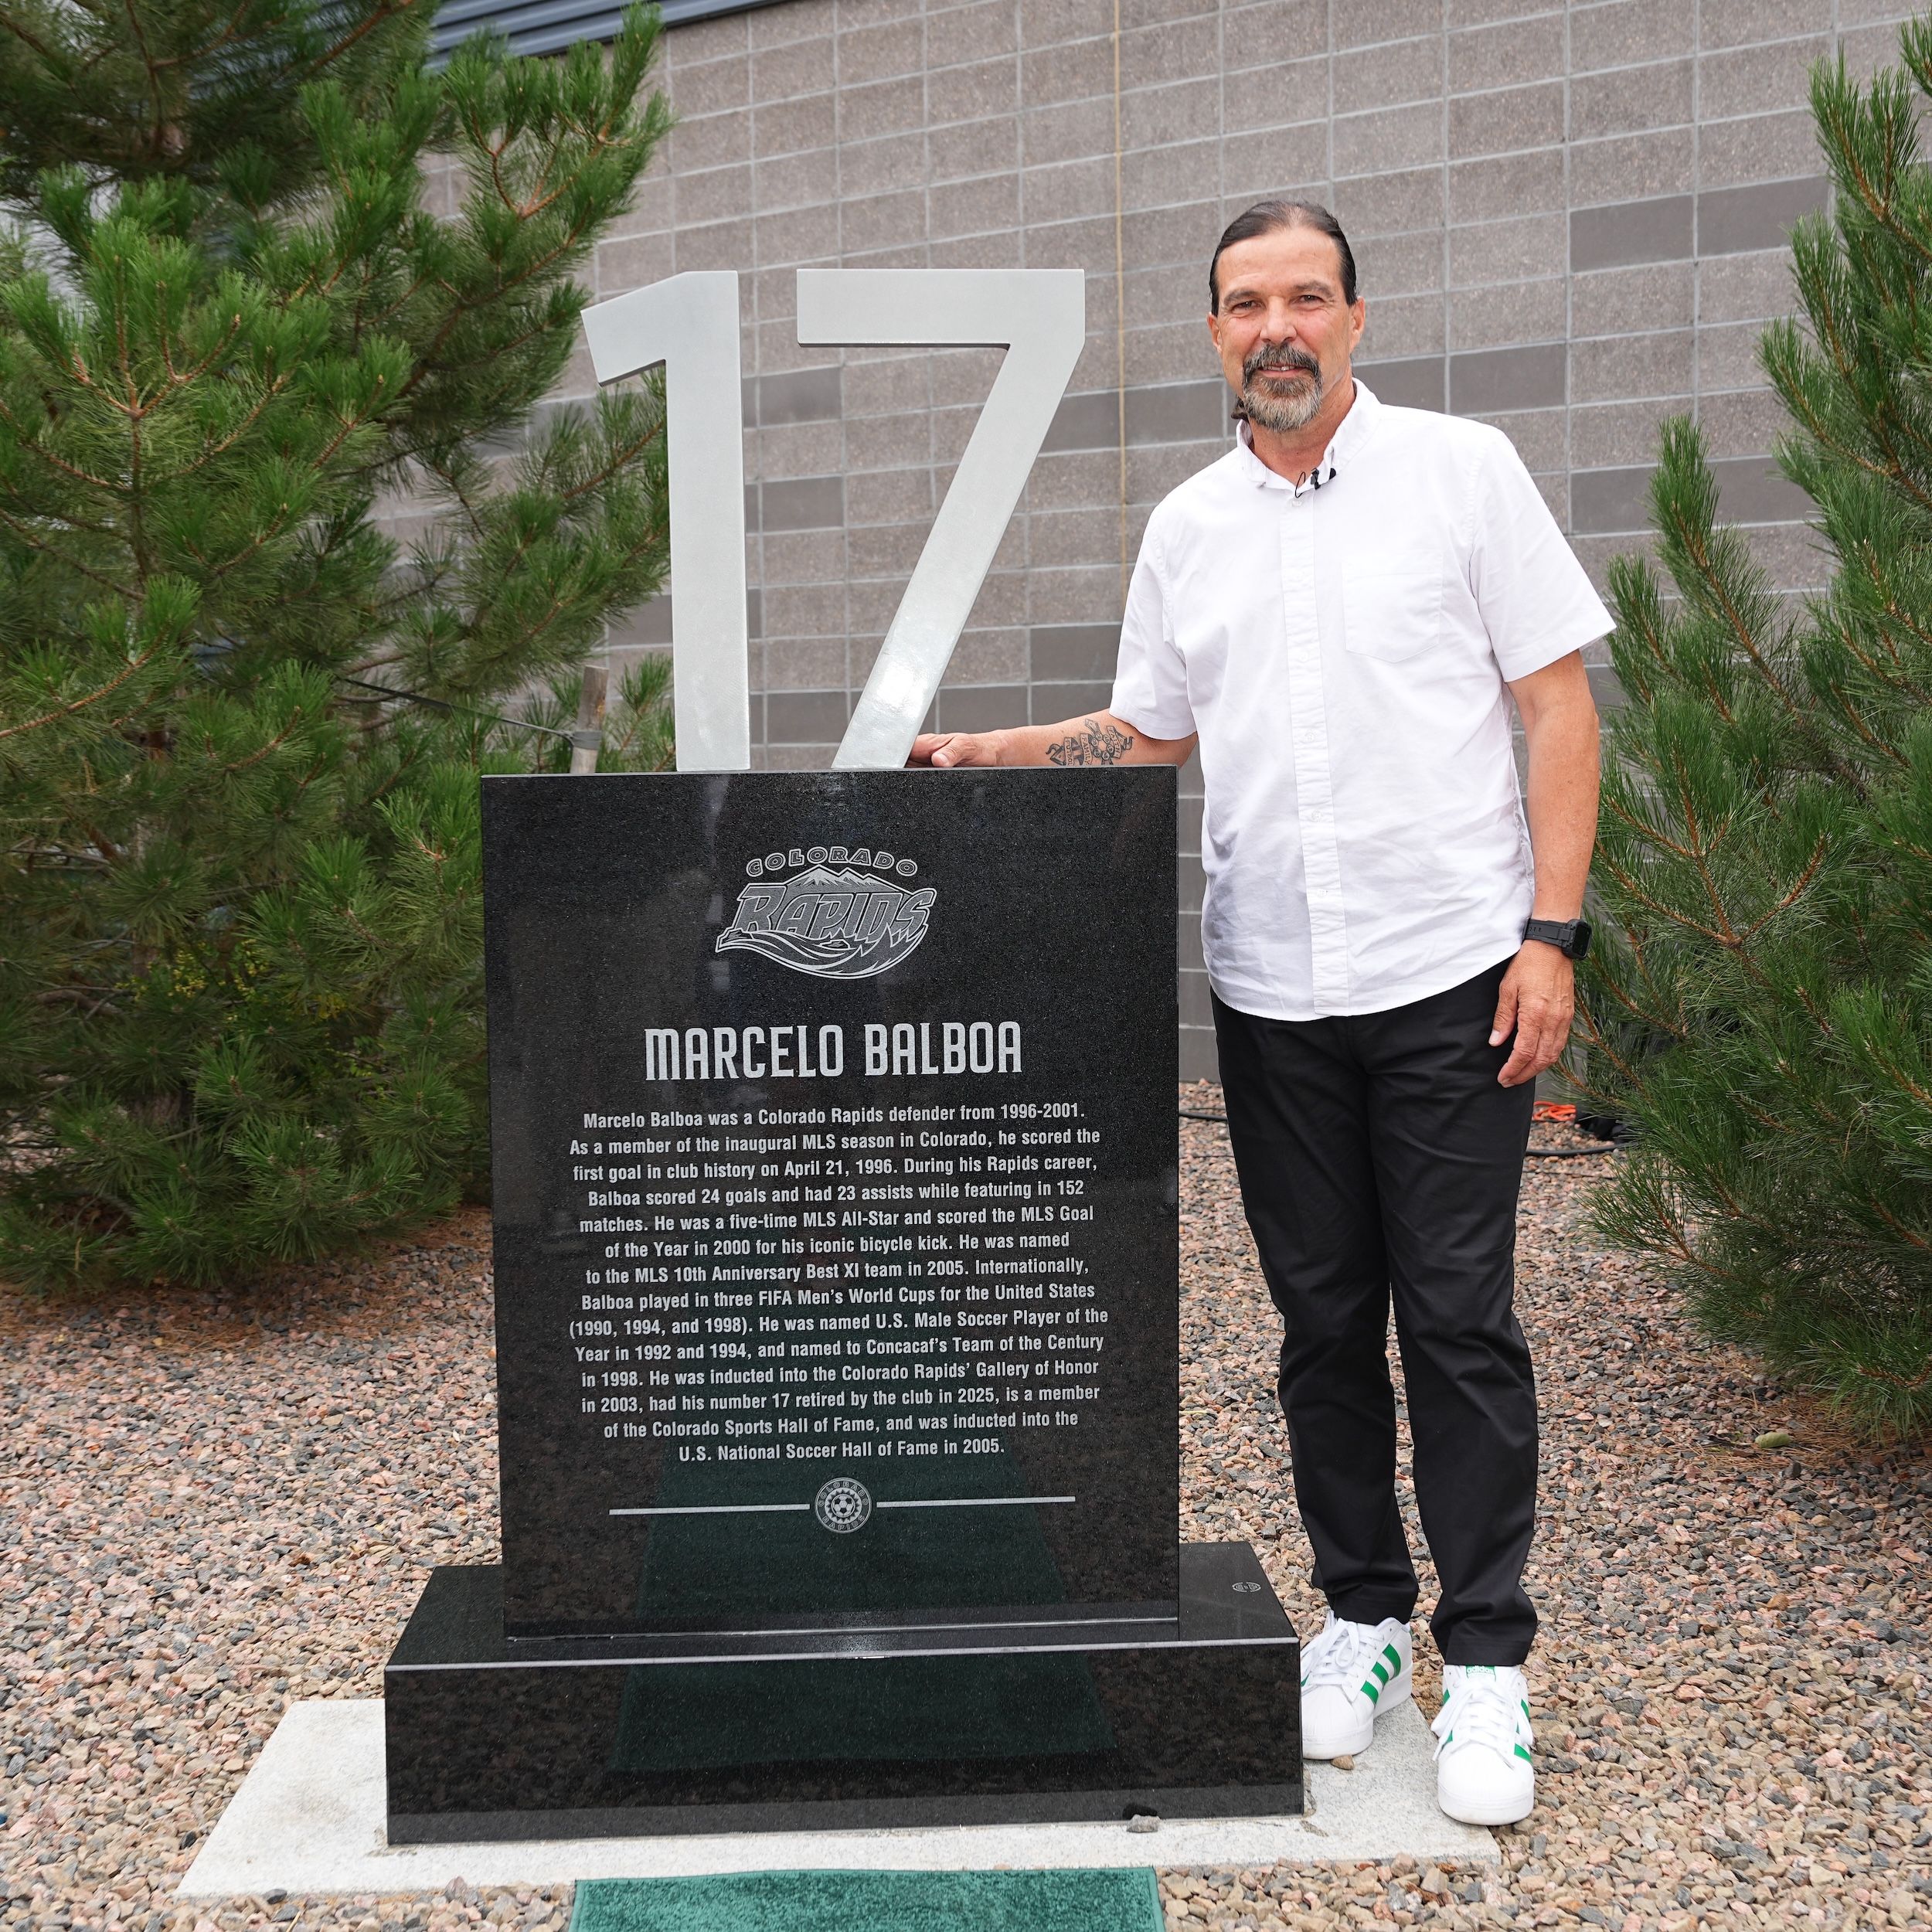 17
COLORADO
RAPIDS
MARCELO BALBOA
Marcelo Balboa was a Colorado Rapids defender from 1996-2001.
As a member of the inaugural MLS season in Colorado, he scored the
first goal in club history on April 21, 1996. During his Rapids career,
Balboa scored 24 goals and had 23 assists while featuring in 152
matches. He was a five-time MLS All-Star and scored the MLS Goal
of the Year in 2000 for his iconic bicycle kick. He was named
to the MLS 10th Anniversary Best XI team in 2005. Internationally,
Balboa played in three FIFA Men's World Cups for the United States
(1990, 1994, and 1998). He was named U.S. Male Soccer Player of the
Year in 1992 and 1994, and named to Concacaf's Team of the Century
in 1998. He was inducted into the Colorado Rapids' Gallery of Honor
in 2003, had his number 17 retired by the club in 2025, is a member
of the Colorado Sports Hall of Fame, and was inducted into the
U.S. National Soccer Hall of Fame in 2005.
COLORADO
RAPIDS